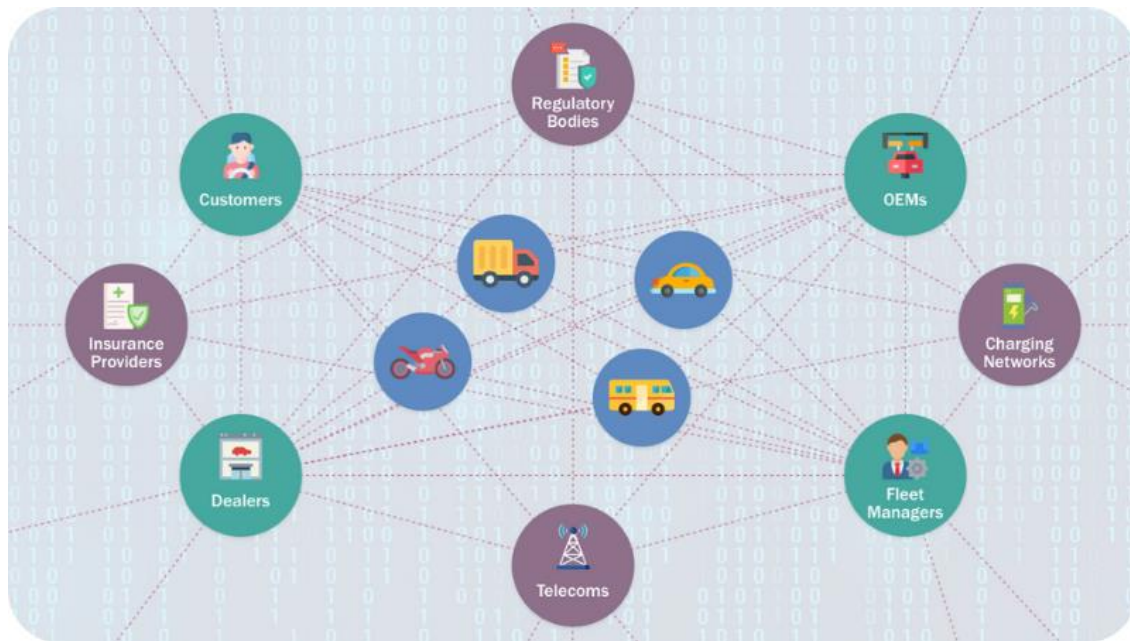 Regulatory
Bodies
Customers
OEMs
Insurance
Providers
Charging
Networks
Dealers
Fleet
Managers
Telecoms